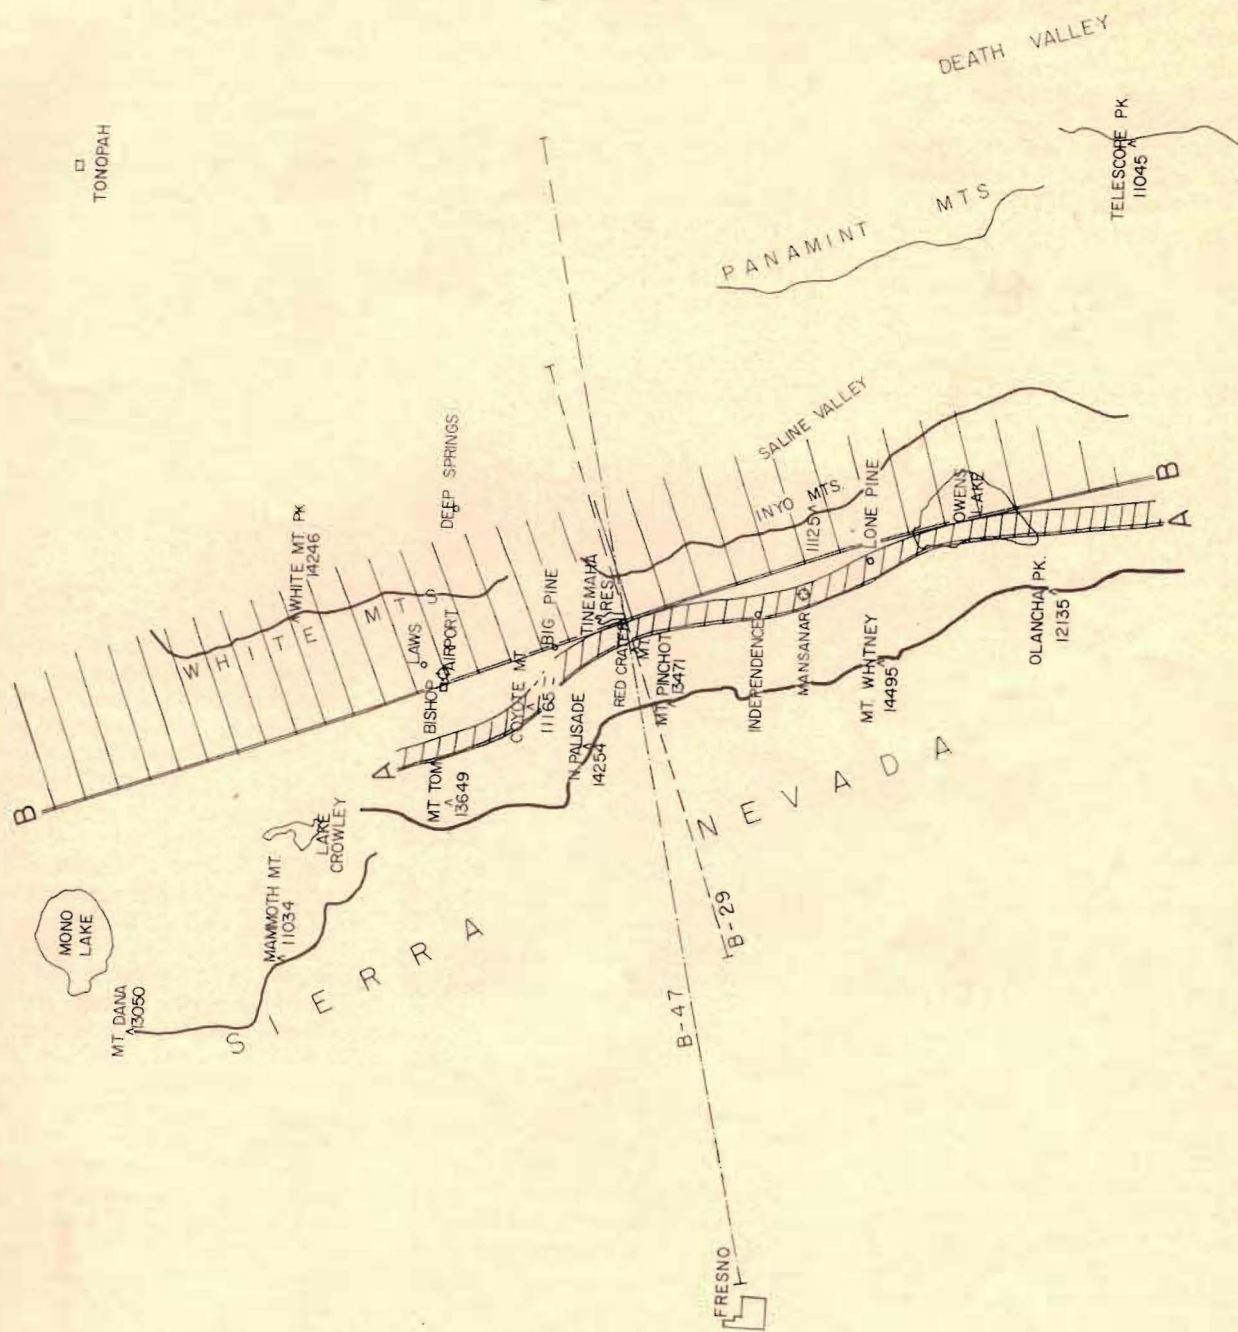 DEATH VALLEY
TONOPAH
TELESCOPE PK
11045
PANAMINT MTS
DEEP SPRINGS
SALINE VALLEY
WHITE MT. PK
14246
WHITE MTS
INYO MTS.
11125
LAWS
BISHOP
AIRPORT
BIG PINE
TINEMAHA
RES.
LONE PINE
OWENS
LAKE
B
A
COYOTE MT.
11165
RED CRATER
MT.
MT. PINCHOT
13471
INDEPENDENCE
MANSANAR
MT. WHITNEY
14495
OLANCHA PK.
12135
B
A
MT TOM
13649
N. PALISADE
14254
LAKE
CROWLEY
MAMMOTH MT.
11034
MONO
LAKE
MT. DANA
13050
SIERRA
NEVADA
B-29
B-47
FRESNO